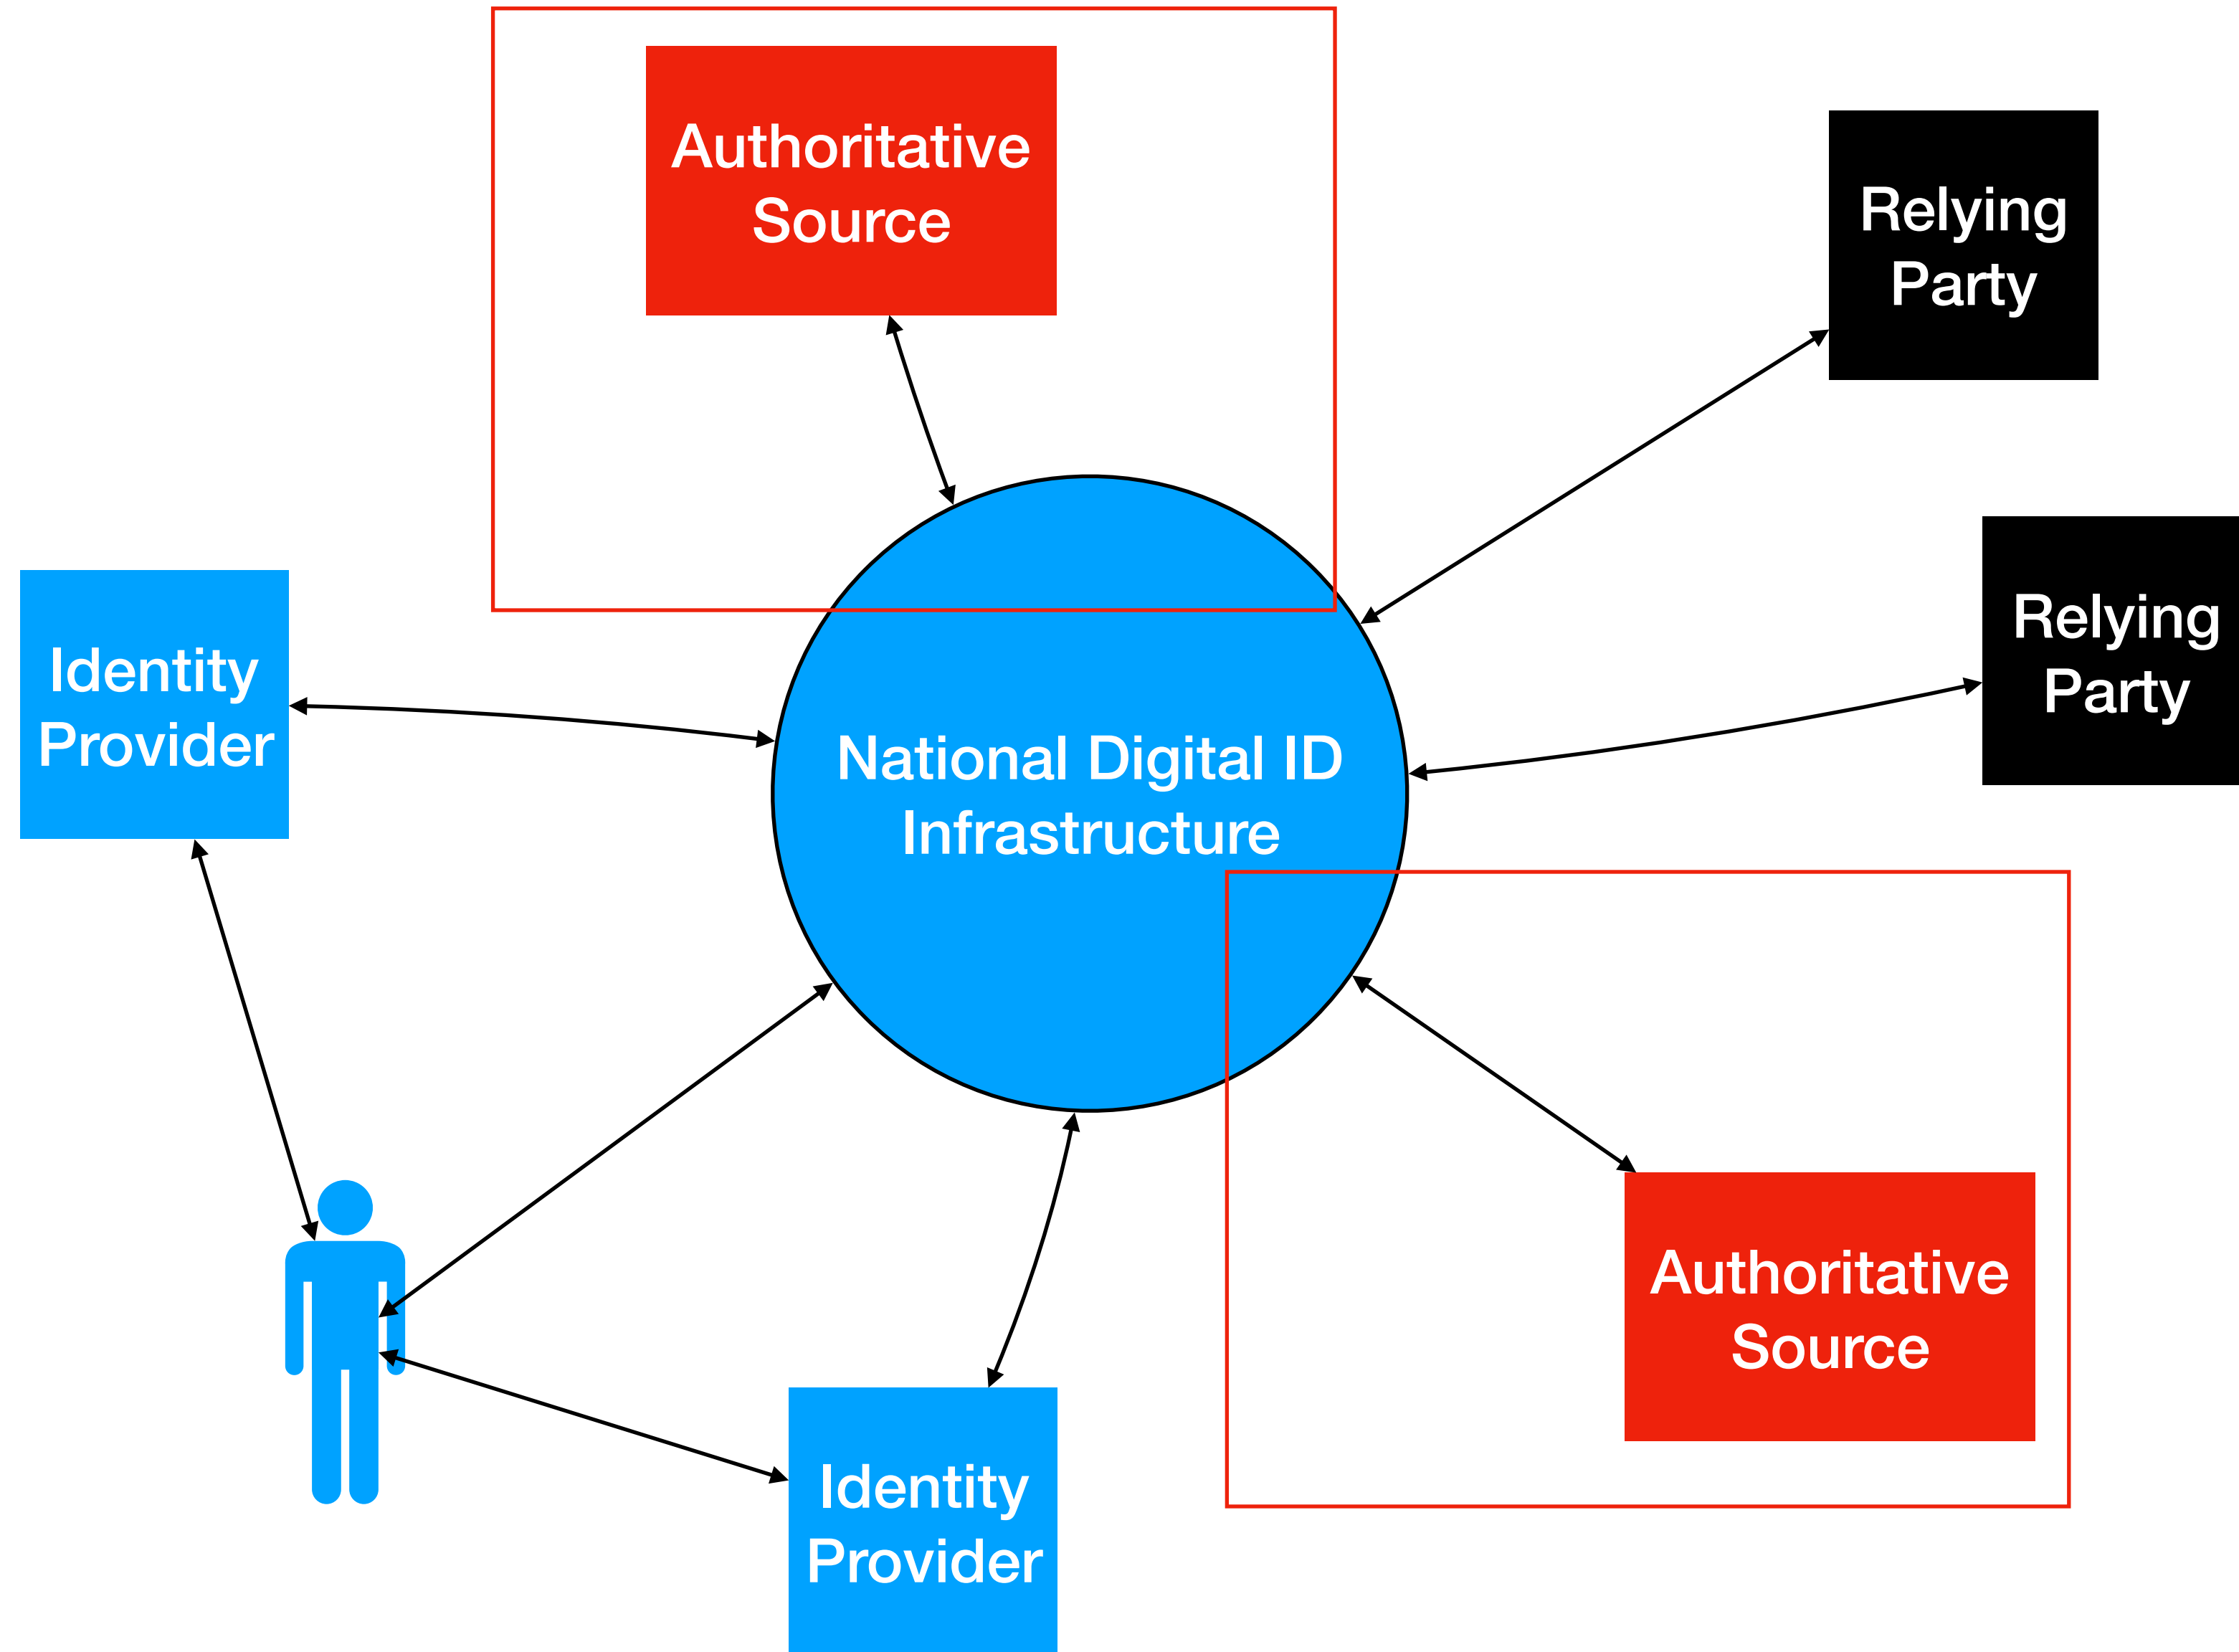 Authoritative
Source
Relying
Party
Relying
Party
Identity
Provider
National Digital ID
Infrastructure
Authoritative
Source
Identity
Provider